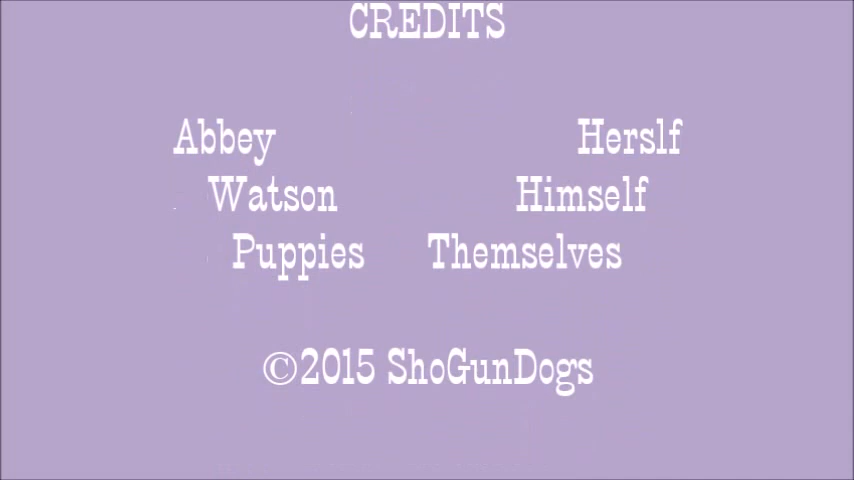 CREDITS
Abbey Herslf
Watson Himself
Puppies Themselves
©2015 ShoGunDogs